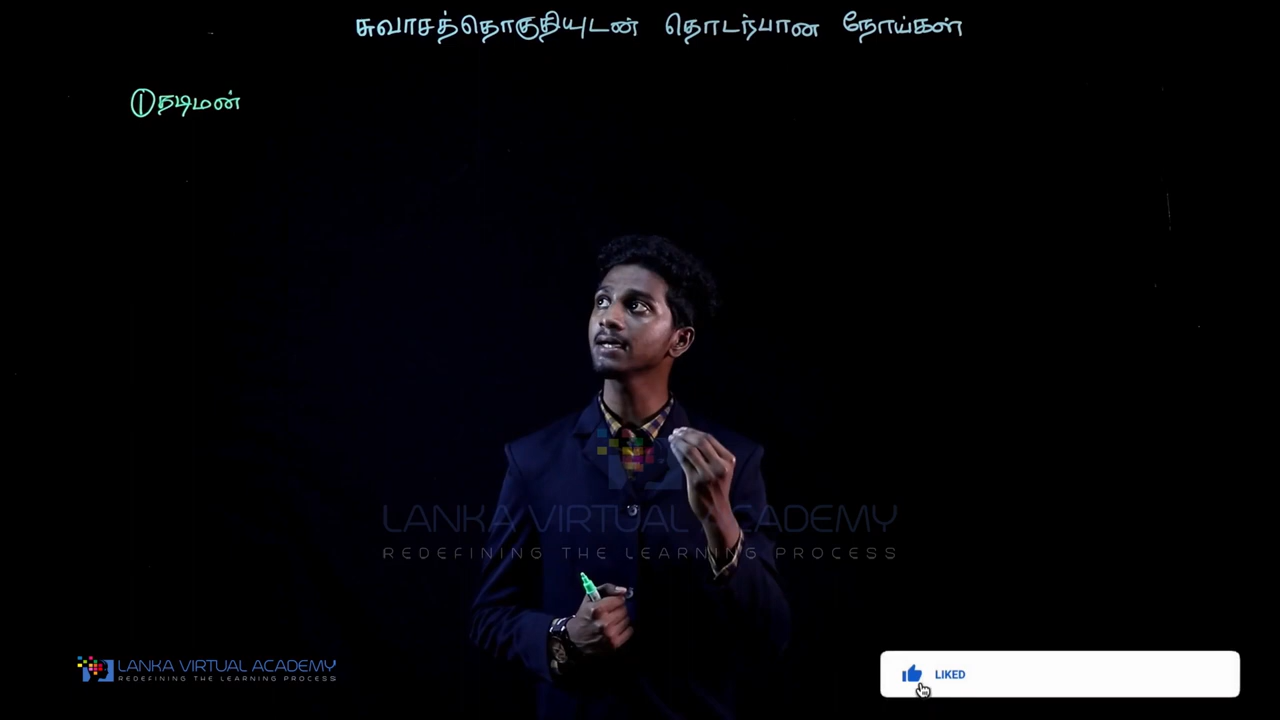 சுவாசத்தொகுதியுடன் தொடர்பான நோய்கள்
①தடிமன்
LANKA VIRTUAL ACADEMY
REDEFINING THE LEARNING PROCESS
LANKA VIRTUAL ACADEMY
REDEFINING THE LEARNING PROCESS
LIKED